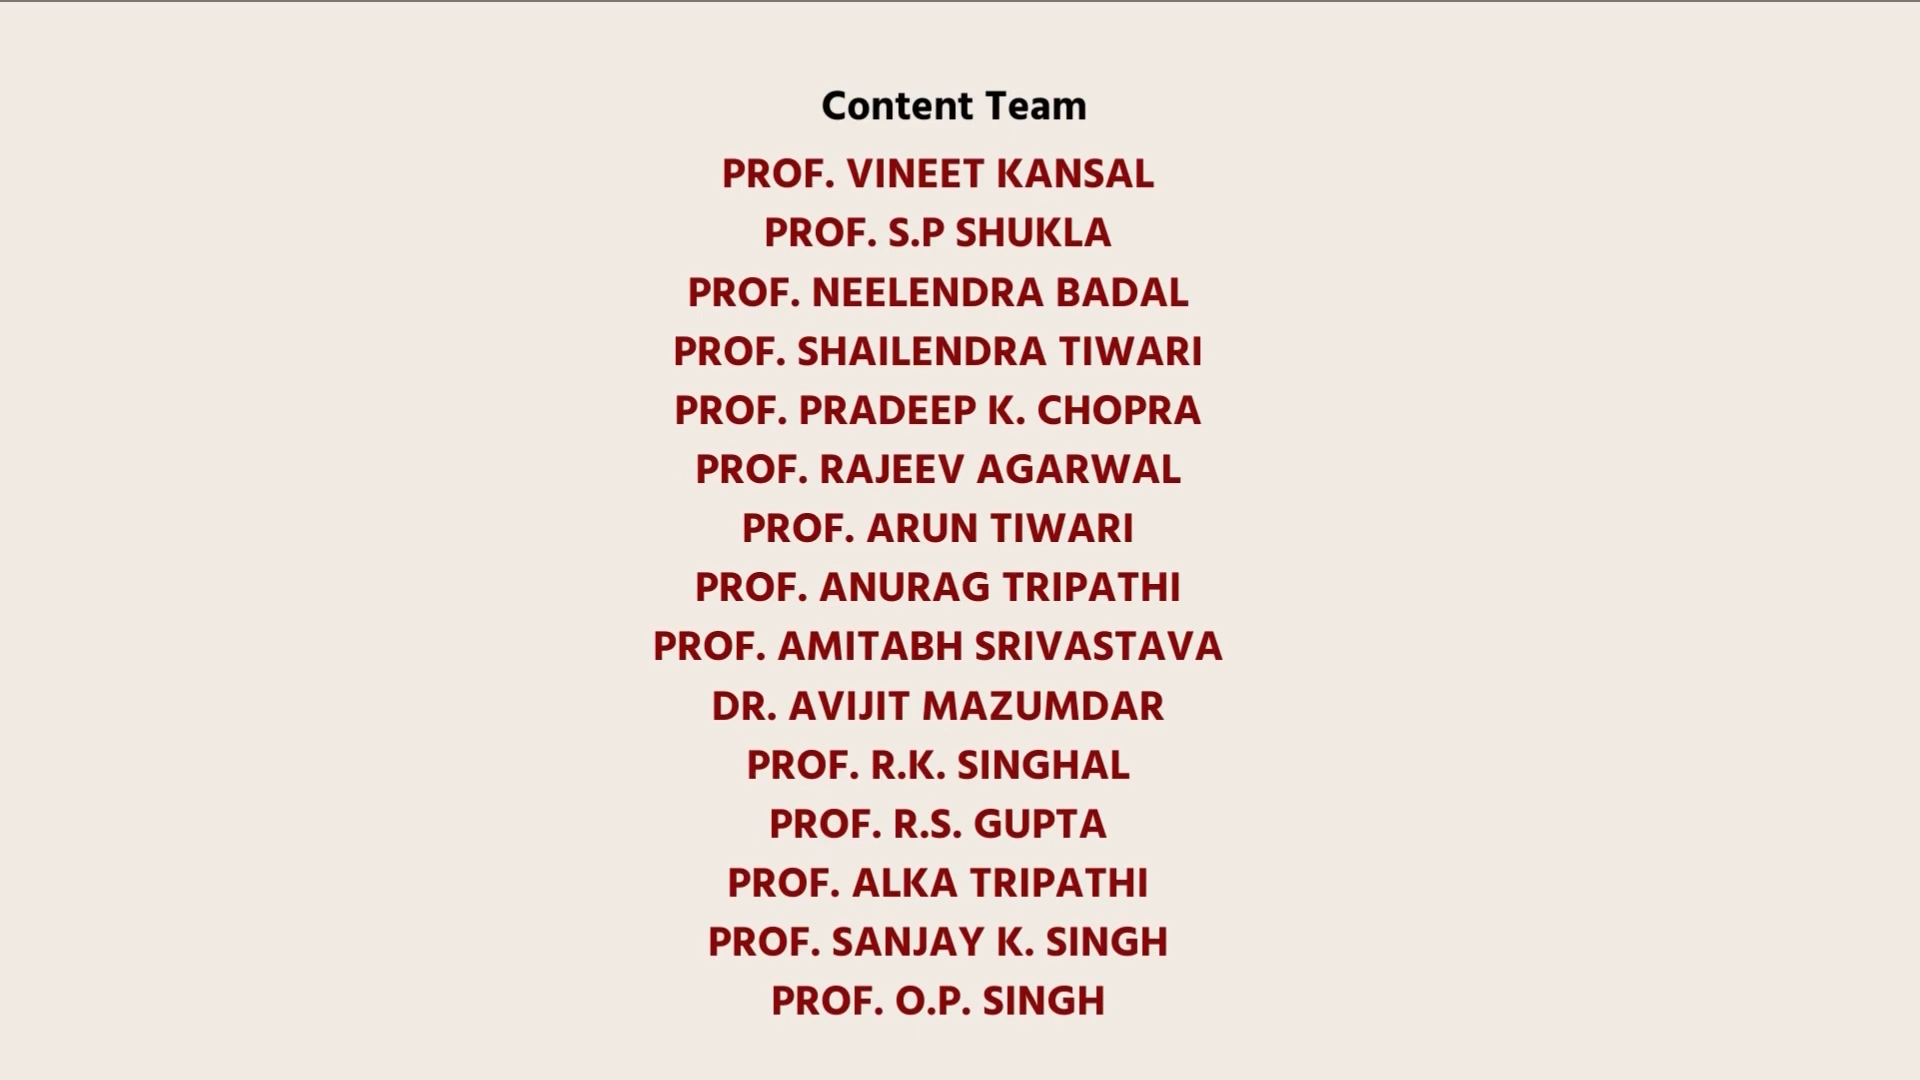 Content Team
PROF. VINEET KANSAL
PROF. S.P SHUKLA
PROF. NEELENDRA BADAL
PROF. SHAILENDRA TIWARI
PROF. PRADEEP K. CHOPRA
PROF. RAJEEV AGARWAL
PROF. ARUN TIWARI
PROF. ANURAG TRIPATHI
PROF. AMITABH SRIVASTAVA
DR. AVIJIT MAZUMDAR
PROF. R.K. SINGHAL
PROF. R.S. GUPTA
PROF. ALKA TRIPATHI
PROF. SANJAY K. SINGH
PROF. O.P. SINGH